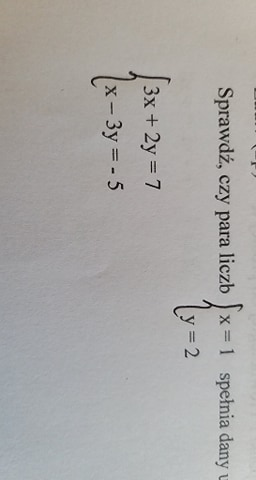 Sprawdź, czy para liczb { x = 1 spełnia dany
{ y = 2
{ 3x + 2y = 7
{ x – 3y = - 5